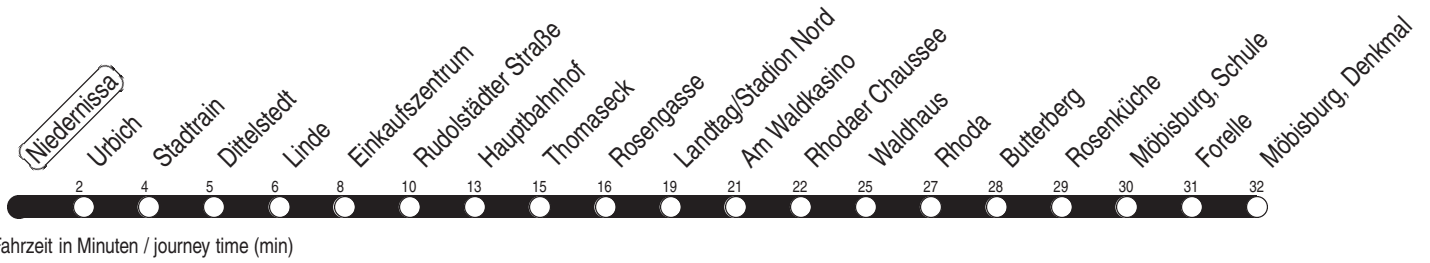 Niedernissa
Urbich
Stadtrain
Dittelstedt
Linde
Einkaufszentrum
Rudolstädter Straße
Hauptbahnhof
Thomaseck
Rosengasse
Landtag/Stadion Nord
Am Waldkasino
Rhodaer Chaussee
Waldhaus
Rhoda
Butterberg
Rosenküche
Möbisburg, Schule
Forelle
Möbisburg, Denkmal
2 4 5 6 8 10 13 15 16 19 21 22 25 27 28 29 30 31 32
Fahrzeit in Minuten / journey time (min)